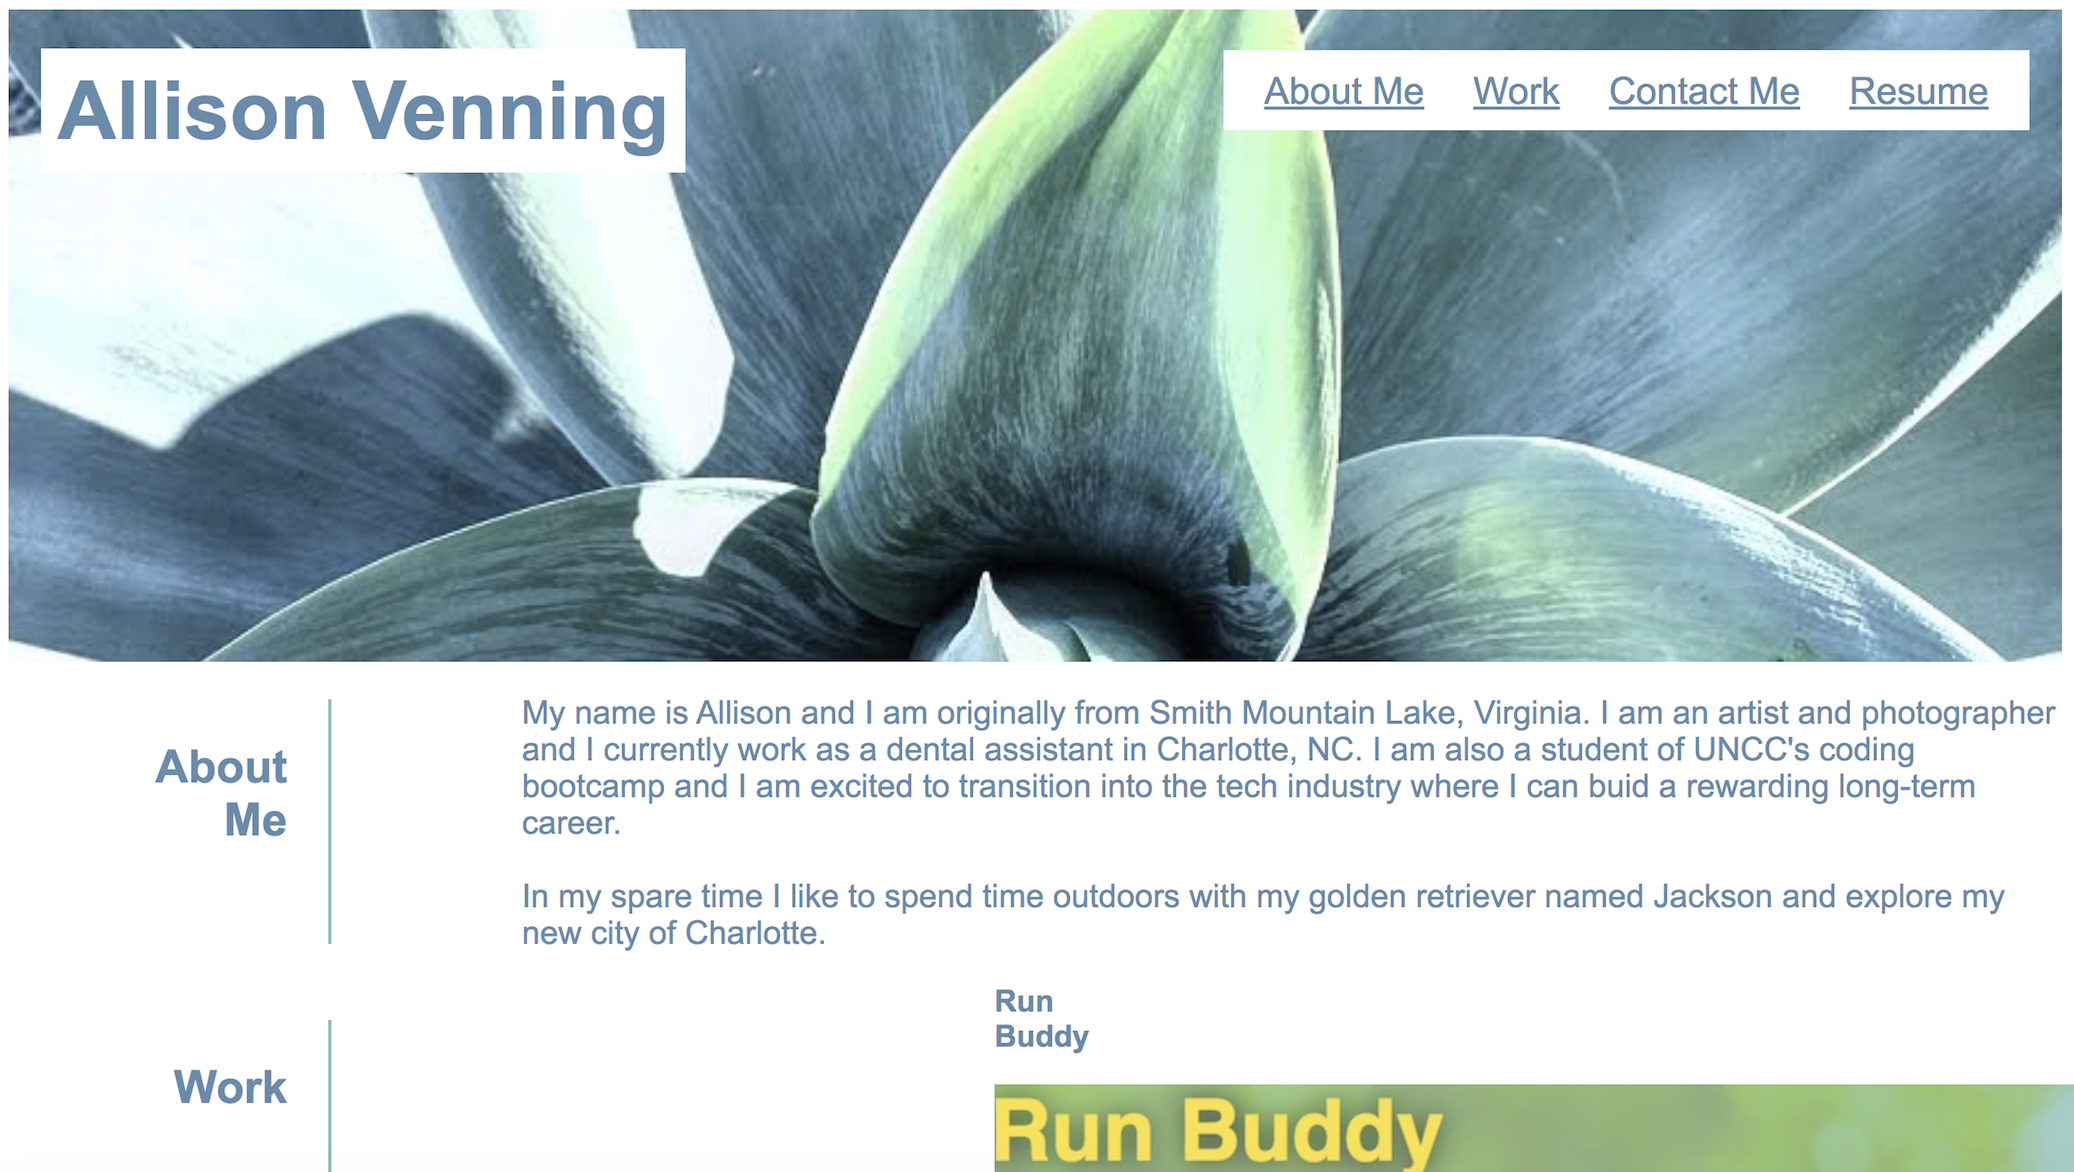 Allison Venning
About Me Work Contact Me Resume
About
Me
My name is Allison and I am originally from Smith Mountain Lake, Virginia. I am an artist and photographer
and I currently work as a dental assistant in Charlotte, NC. I am also a student of UNCC's coding
bootcamp and I am excited to transition into the tech industry where I can buid a rewarding long-term
career.
In my spare time I like to spend time outdoors with my golden retriever named Jackson and explore my
new city of Charlotte.
Work
Run
Buddy
Run Buddy